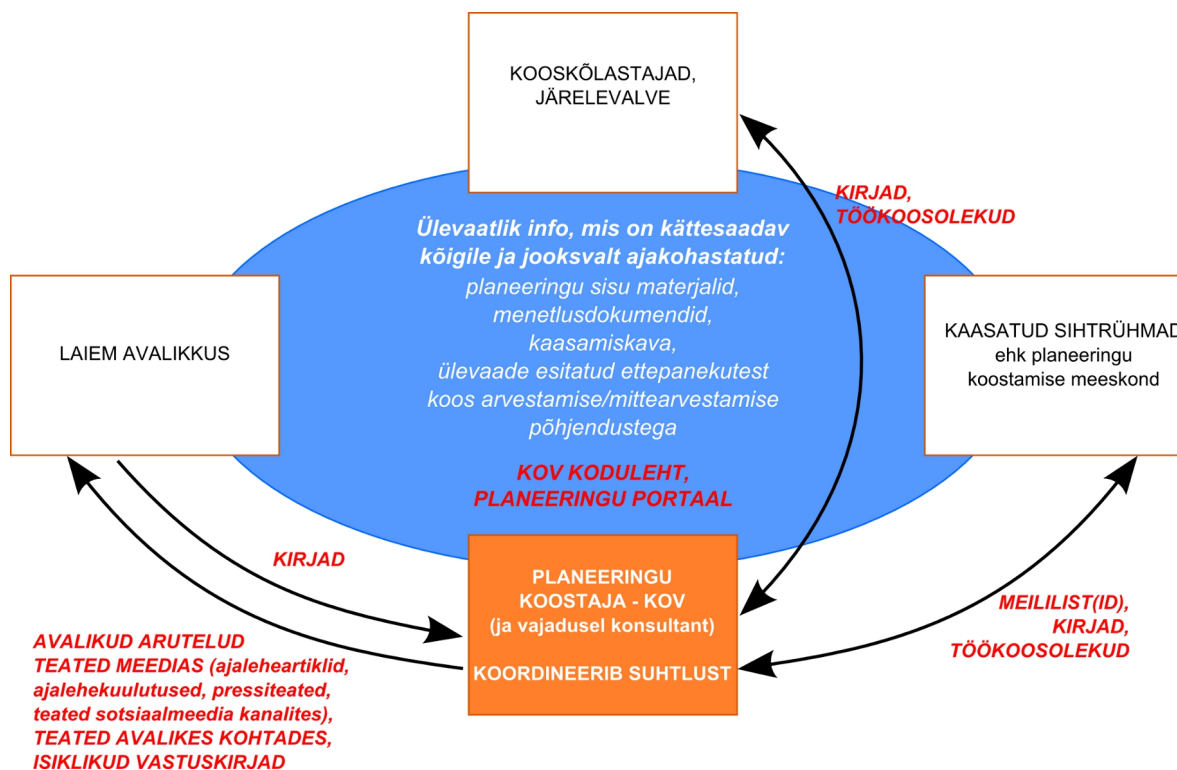 KOOSKÕLASTAJAD,
JÄRELEVALVE
KIRJAD,
TÖÖKOOSOLEKUD
Ülevaatlik info, mis on kättesaadav
kõigile ja jooksvalt ajakohastatud:
planeeringu sisu materjalid,
menetlusdokumendid,
kaasamiskava,
ülevaade esitatud ettepanekutest
koos arvestamise/mittearvestamise
põhjendustega
KOV KODULEHT,
PLANEERINGU PORTAAL
LAIEM AVALIKKUS
KAASATUD SIHTRÜHMAD
ehk planeeringu
koostamise meeskond
KIRJAD
PLANEERINGU
KOOSTAJA - KOV
(ja vajadusel konsultant)
KOORDINEERIB SUHTLUST
MEILILIST(ID),
KIRJAD,
TÖÖKOOSOLEKUD
AVALIKUD ARUTELUD
TEATED MEEDIAS (ajaleheartiklid,
ajalehekuulutused, pressiteated,
teated sotsiaalmeedia kanalites),
TEATED AVALIKES KOHTADES,
ISIKLIKUD VASTUSKIRJAD